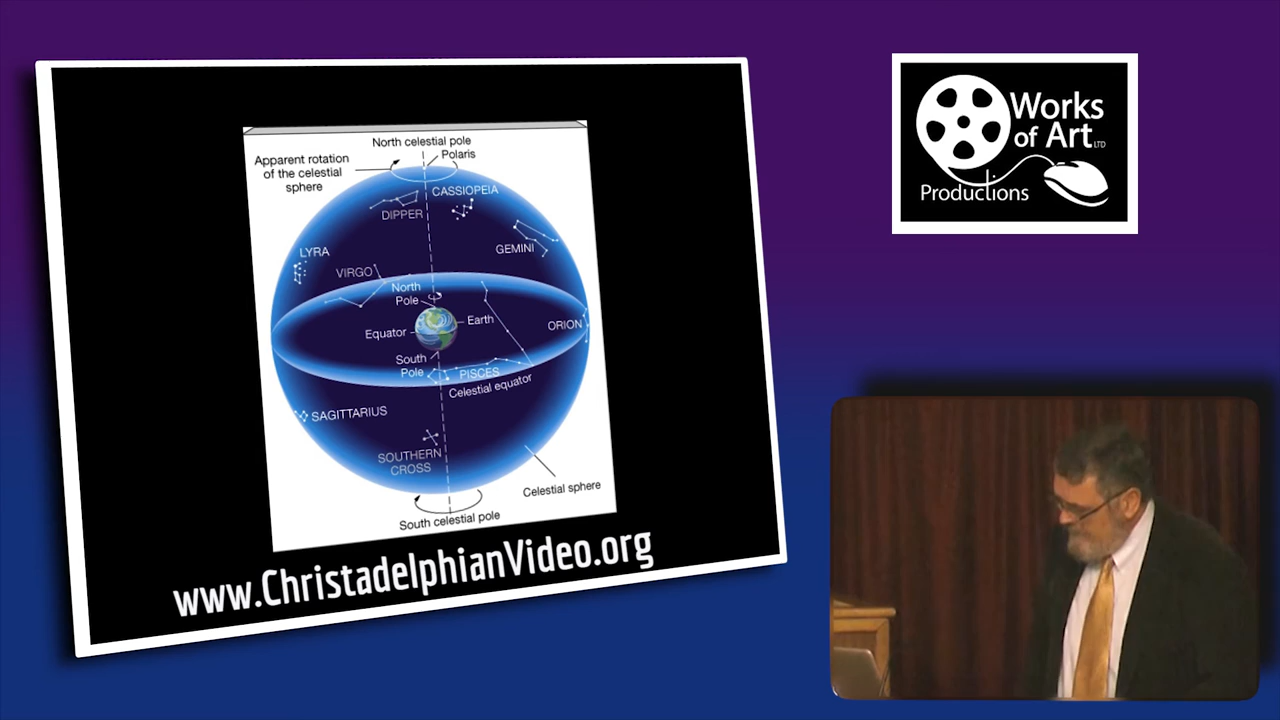 North celestial pole
Polaris
Apparent rotation
of the celestial
sphere
CASSIOPEIA
DIPPER
GEMINI
LYRA
VIRGO
North
Pole
Earth
Equator
ORION
South
Pole
PISCES
Celestial equator
SAGITTARIUS
SOUTHERN
CROSS
Celestial sphere
South celestial pole
www.ChristadelphianVideo.org
Works
of Art LTD
Productions